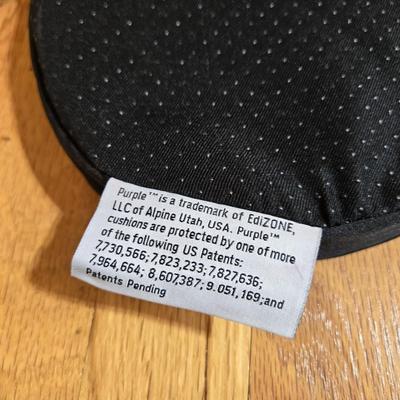 Purple™ is a trademark of EdiZONE,
LLC of Alpine Utah, USA. Purple™
cushions are protected by one of more
of the following US Patents:
7,730,566; 7,823,233; 7,827,636;
7,964,664; 8,607,387; 9.051,169;and
Patents Pending